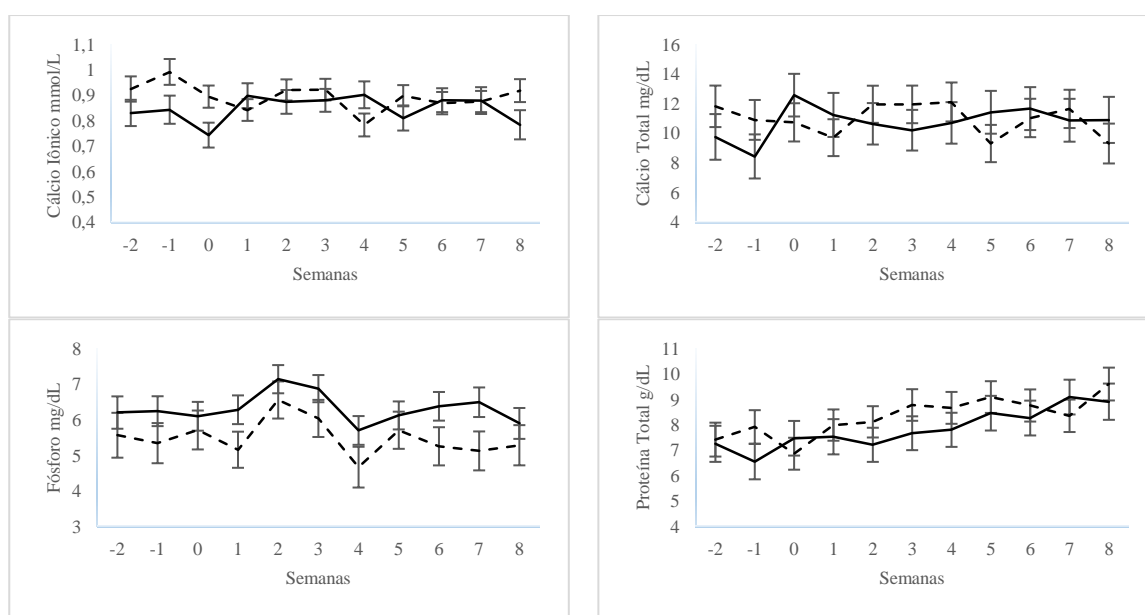 Cálcio Iônico mmol/L
1,1
1
0,9
0,8
0,7
0,6
0,5
0,4
-2 -1 0 1 2 3 4 5 6 7 8
Semanas
Cálcio Total mg/dL
16
14
12
10
8
6
4
-2 -1 0 1 2 3 4 5 6 7 8
Semanas
Fósforo mg/dL
8
7
6
5
4
3
-2 -1 0 1 2 3 4 5 6 7 8
Semanas
Proteína Total g/dL
11
10
9
8
7
6
5
4
-2 -1 0 1 2 3 4 5 6 7 8
Semanas